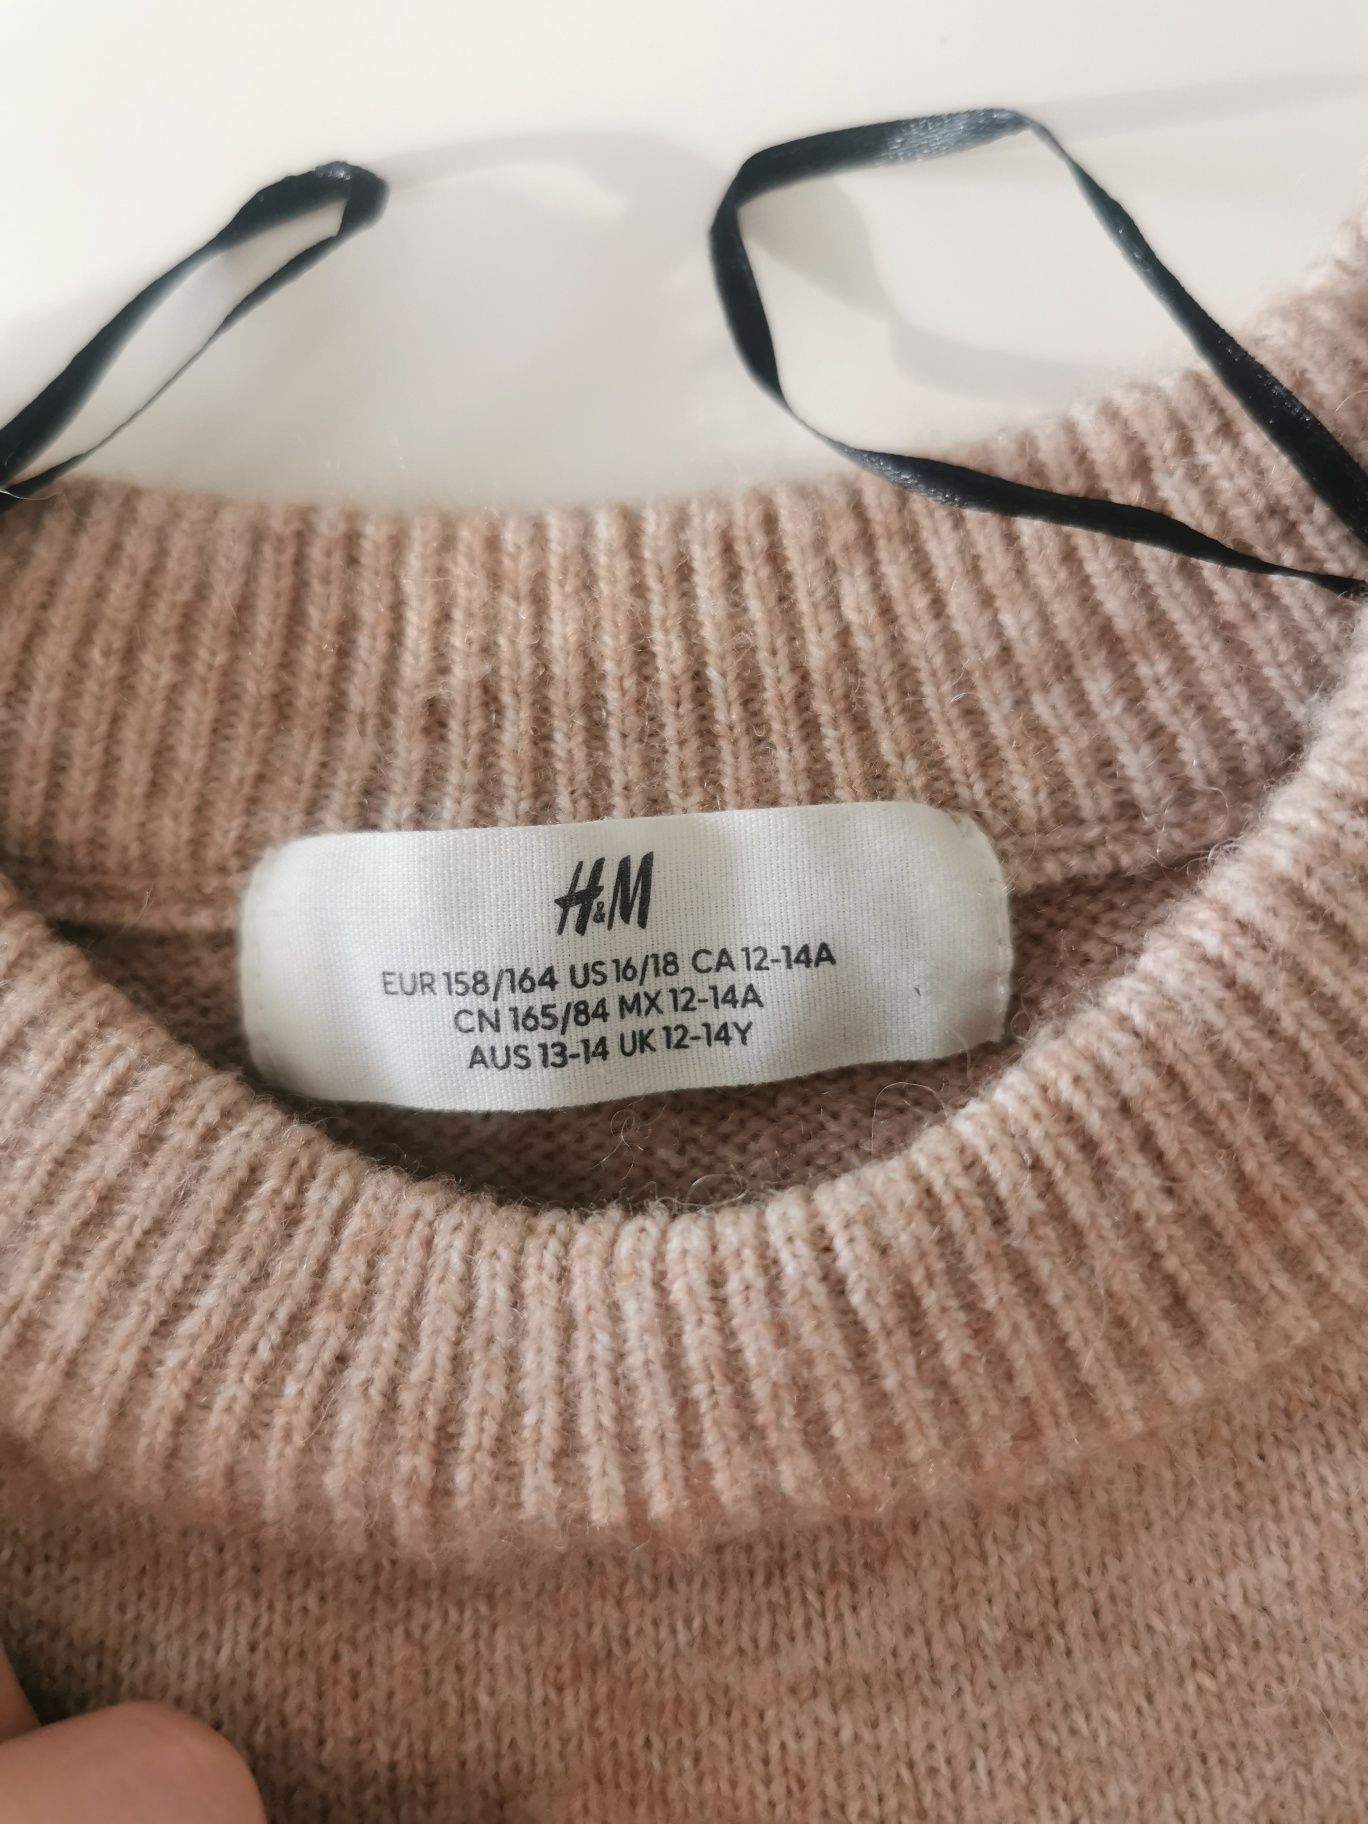 H&M
EUR 158/164 US 16/18 CA 12-14A
CN 165/84 MX 12-14A
AUS 13-14 UK 12-14Y